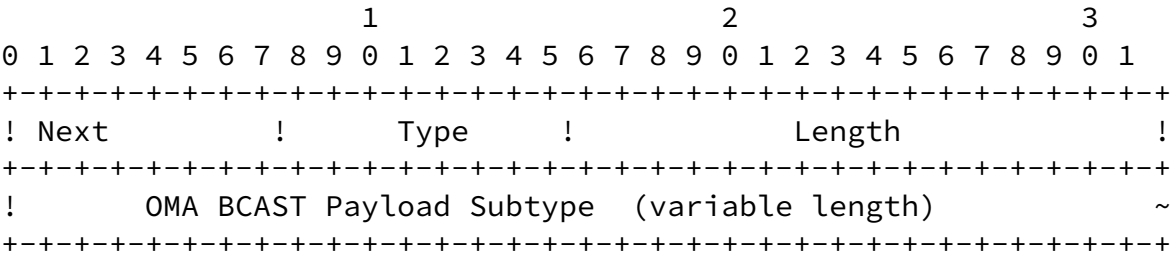 1                   2                   3
0 1 2 3 4 5 6 7 8 9 0 1 2 3 4 5 6 7 8 9 0 1 2 3 4 5 6 7 8 9 0 1
+-+-+-+-+-+-+-+-+-+-+-+-+-+-+-+-+-+-+-+-+-+-+-+-+-+-+-+-+-+-+-+-+
! Next         !      Type     !            Length             !
+-+-+-+-+-+-+-+-+-+-+-+-+-+-+-+-+-+-+-+-+-+-+-+-+-+-+-+-+-+-+-+-+
!       OMA BCAST Payload Subtype  (variable length)            ~
+-+-+-+-+-+-+-+-+-+-+-+-+-+-+-+-+-+-+-+-+-+-+-+-+-+-+-+-+-+-+-+-+